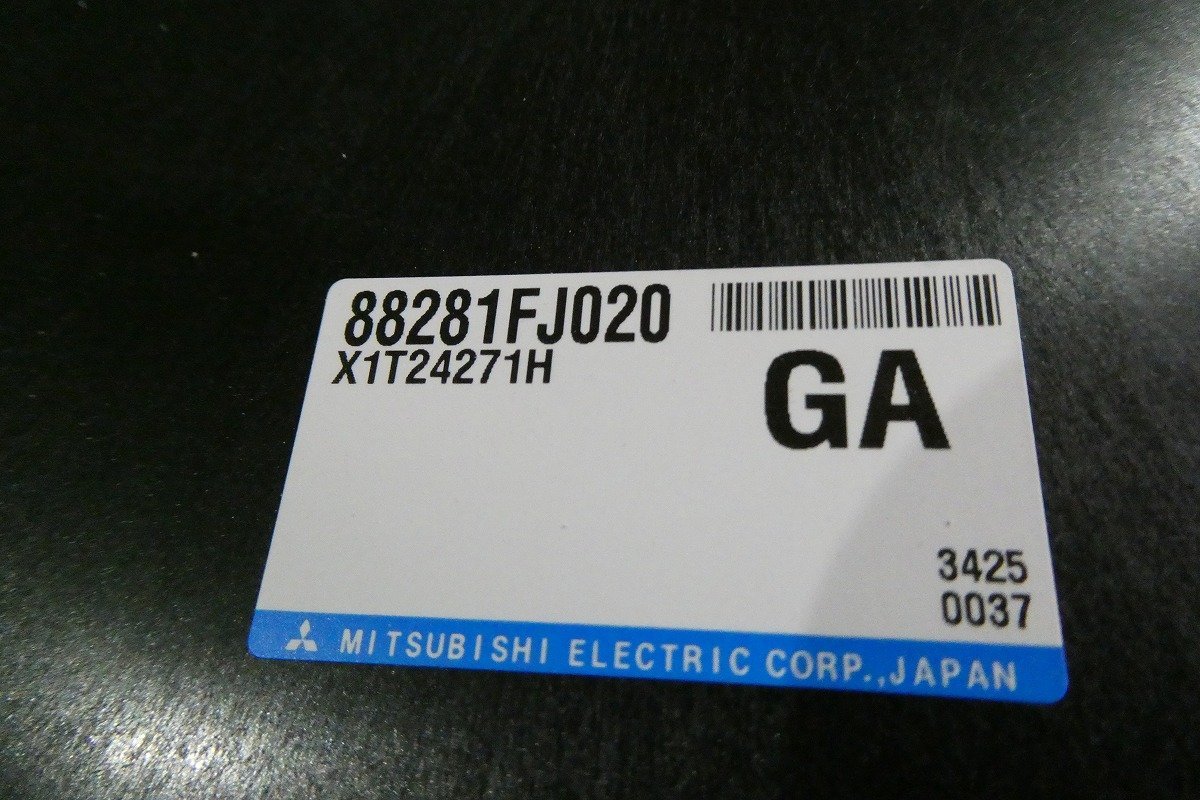 88281FJ020
X1T24271H
GA
3425
0037
MITSUBISHI ELECTRIC CORP.,JAPAN